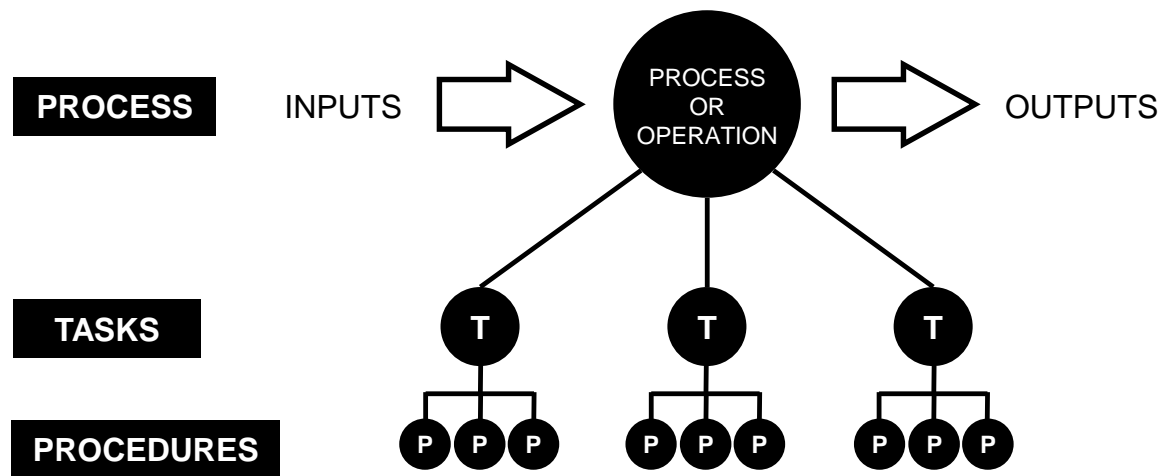 PROCESS
INPUTS
PROCESS
OR
OPERATION
OUTPUTS
TASKS
T
T
T
PROCEDURES
P
P
P
P
P
P
P
P
P